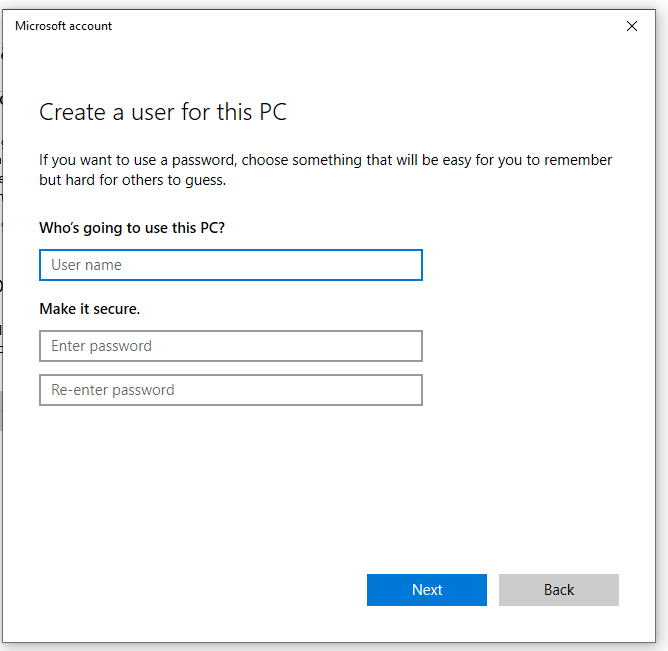 Microsoft account
Create a user for this PC
If you want to use a password, choose something that will be easy for you to remember
but hard for others to guess.
Who's going to use this PC?
User name
Make it secure.
Enter password
Re-enter password
Next
Back